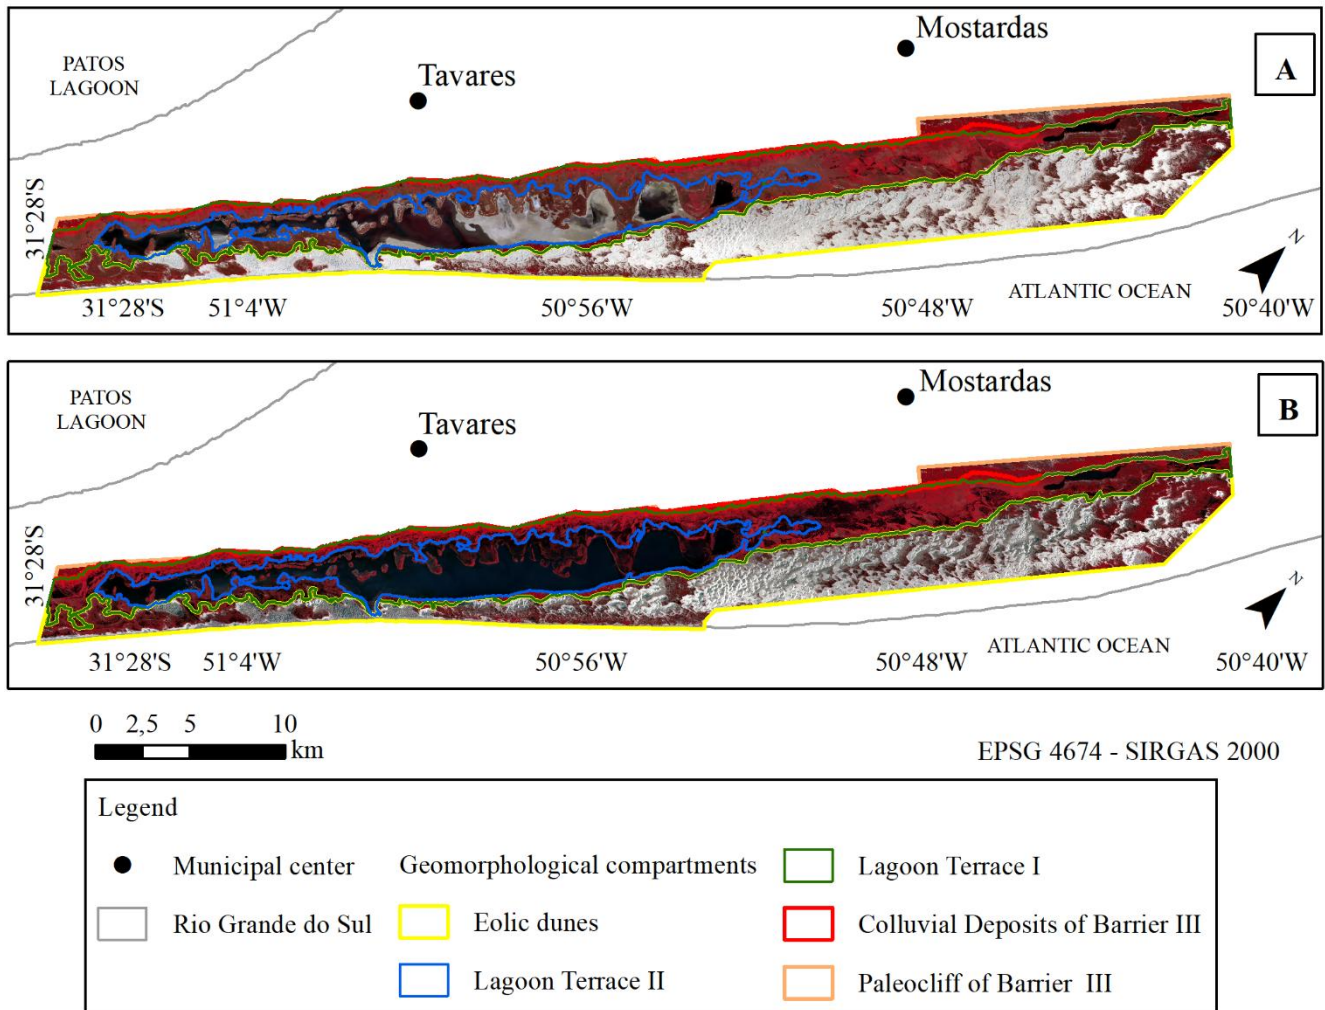 Mostardas
A
PATOS
LAGOON
Tavares
31°28'S
N
ATLANTIC OCEAN
31°28'S 51°4'W 50°56'W 50°48'W 50°40'W
Mostardas
B
PATOS
LAGOON
Tavares
31°28'S
N
ATLANTIC OCEAN
31°28'S 51°4'W 50°56'W 50°48'W 50°40'W
0 2,5 5 10
km
EPSG 4674 - SIRGAS 2000
Legend
Municipal center
Rio Grande do Sul
Geomorphological compartments
Eolic dunes
Lagoon Terrace II
Lagoon Terrace I
Colluvial Deposits of Barrier III
Paleocliff of Barrier III